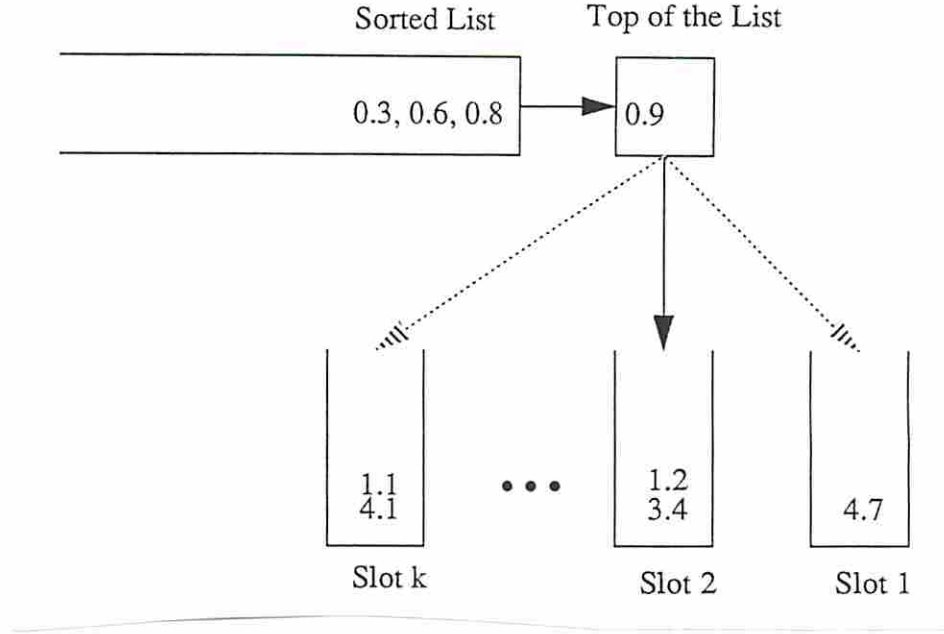 Sorted List
Top of the List
0.3, 0.6, 0.8
0.9
1.1
4.1
1.2
3.4
4.7
Slot k
Slot 2
Slot 1